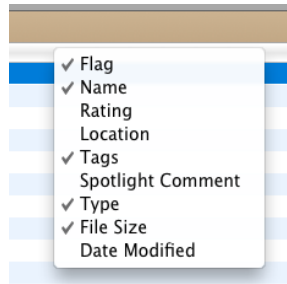 ✓ Flag
✓ Name
Rating
Location
✓ Tags
Spotlight Comment
✓ Type
✓ File Size
Date Modified